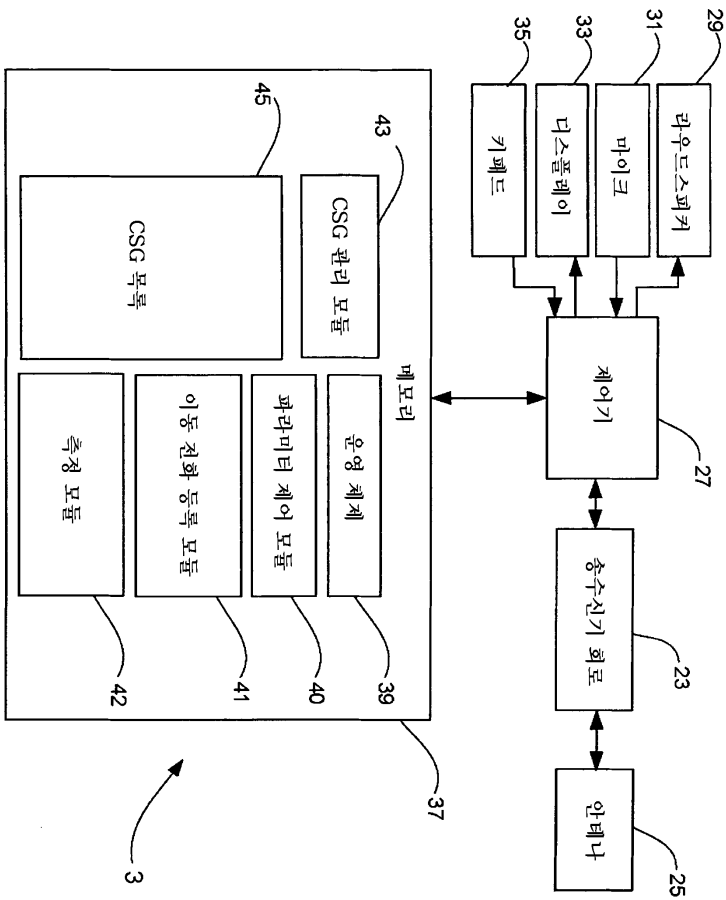 29
라우드스피커
31
마이크
33
디스플레이
35
키패드
제어기
27
송수신기 회로
23
안테나
25
메모리
37
운영 체제
39
파라미터 제어 모듈
40
이동 전화 등록 모듈
41
측정 모듈
42
CSG 관리 모듈
43
CSG 목록
45
3